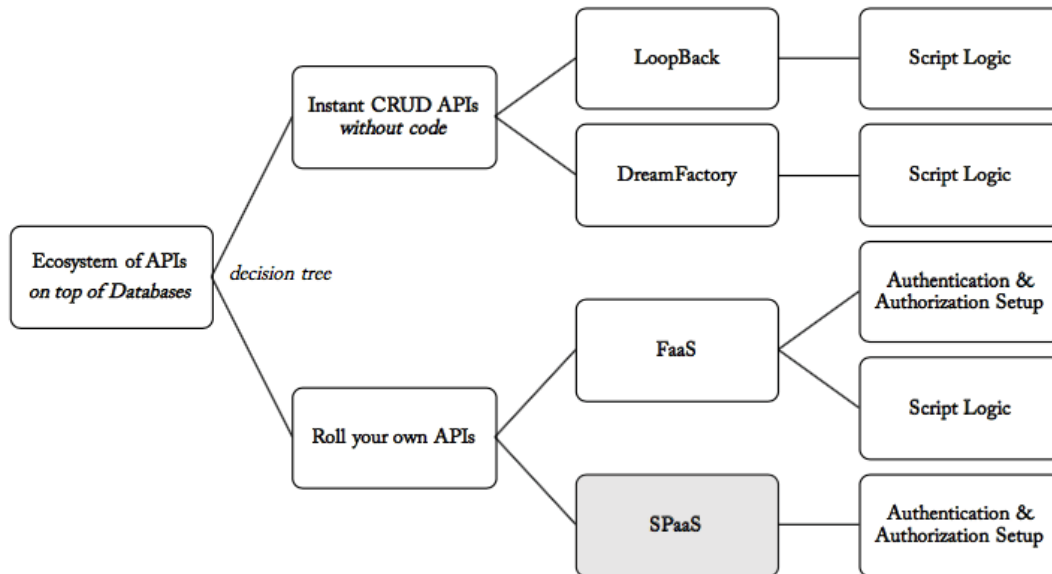 LoopBack
Script Logic
Instant CRUD APIs
without code
DreamFactory
Script Logic
Ecosystem of APIs
on top of Databases
decision tree
Authentication &
Authorization Setup
FaaS
Script Logic
Roll your own APIs
SPaaS
Authentication &
Authorization Setup